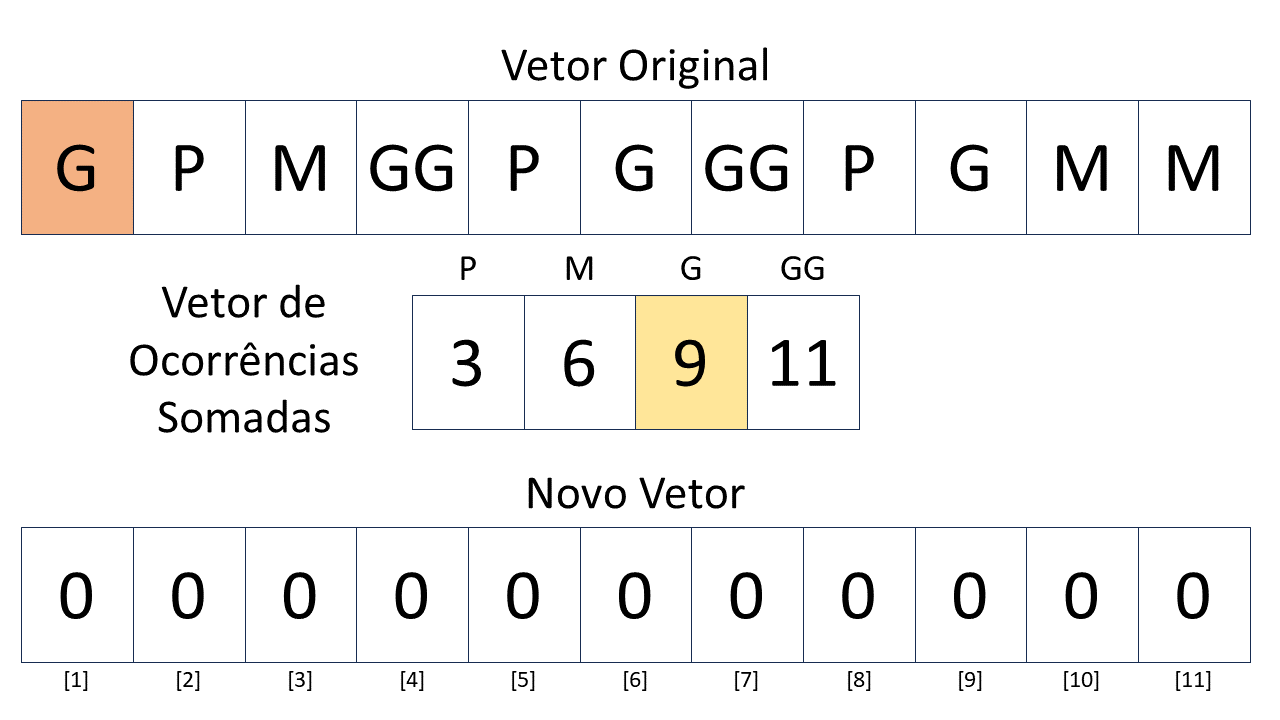 Vetor Original
G P M GG P G GG P G M M
P M G GG
Vetor de
Ocorrências
Somadas
3 6 9 11
Novo Vetor
0 0 0 0 0 0 0 0 0 0 0
[1] [2] [3] [4] [5] [6] [7] [8] [9] [10] [11]